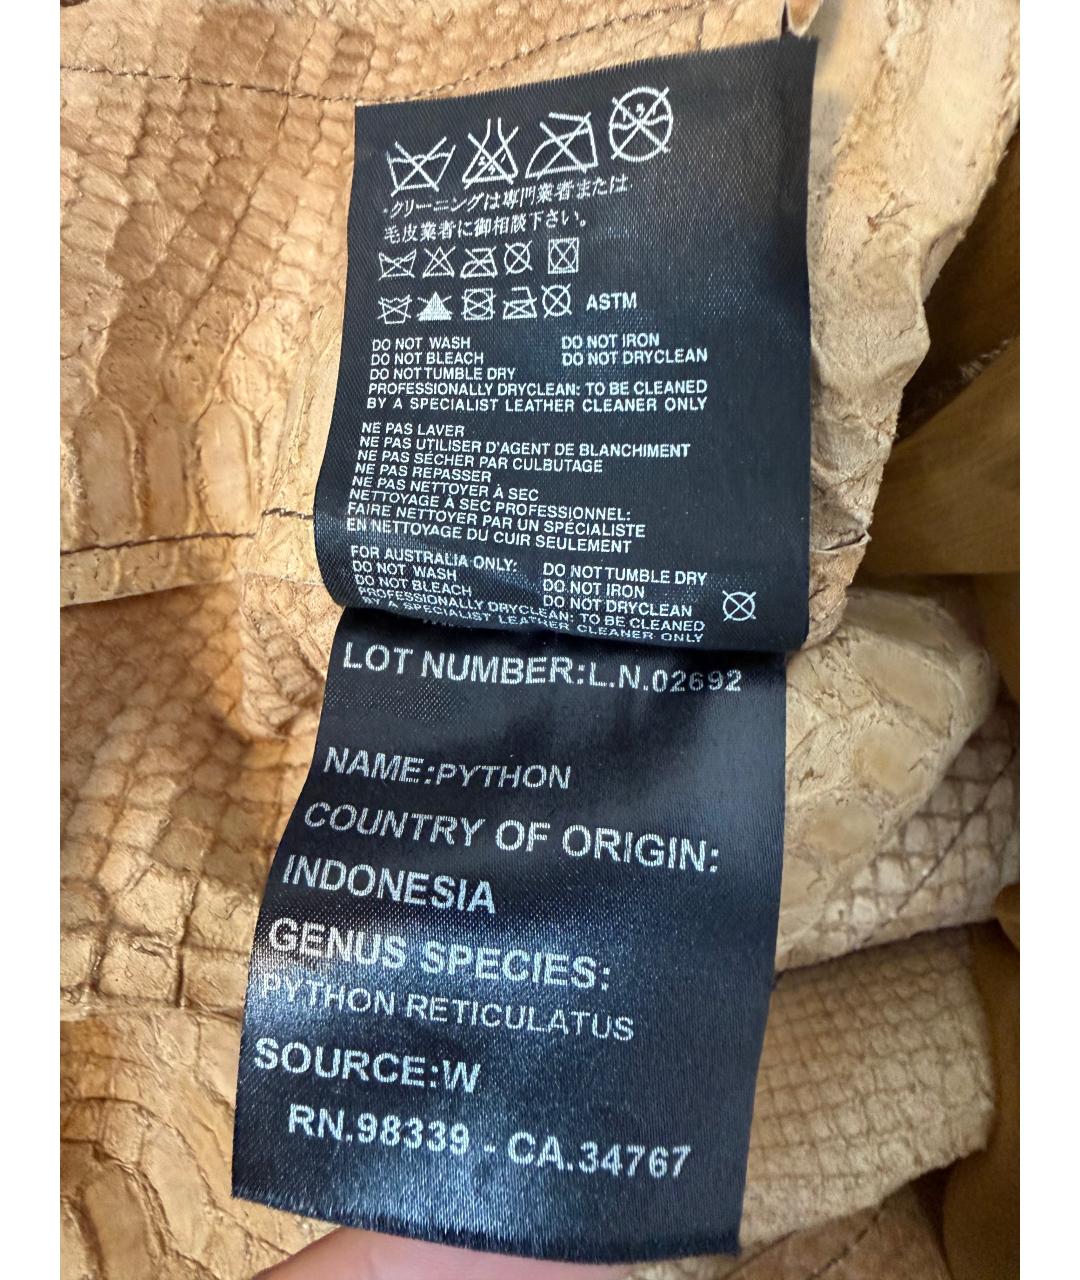 ・クリーニングは専門業者または
毛皮業者に御相談下さい。
ASTM
DO NOT WASH DO NOT IRON
DO NOT BLEACH DO NOT DRYCLEAN
DO NOT TUMBLE DRY
PROFESSIONALLY DRYCLEAN: TO BE CLEANED
BY A SPECIALIST LEATHER CLEANER ONLY
NE PAS LAVER
NE PAS UTILISER D'AGENT DE BLANCHIMENT
NE PAS SÉCHER PAR CULBUTAGE
NE PAS REPASSER
NE PAS NETTOYER À SEC
NETTOYAGE À SEC PROFESSIONNEL:
FAIRE NETTOYER PAR UN SPÉCIALISTE
EN NETTOYAGE DU CUIR SEULEMENT
FOR AUSTRALIA ONLY: DO NOT TUMBLE DRY
DO NOT WASH DO NOT IRON
DO NOT BLEACH DO NOT DRYCLEAN
PROFESSIONALLY DRYCLEAN: TO BE CLEANED
BY A SPECIALIST LEATHER CLEANER ONLY
LOT NUMBER:L.N.02692
NAME:PYTHON
COUNTRY OF ORIGIN:
INDONESIA
GENUS SPECIES:
PYTHON RETICULATUS
SOURCE:W
RN.98339 - CA.34767